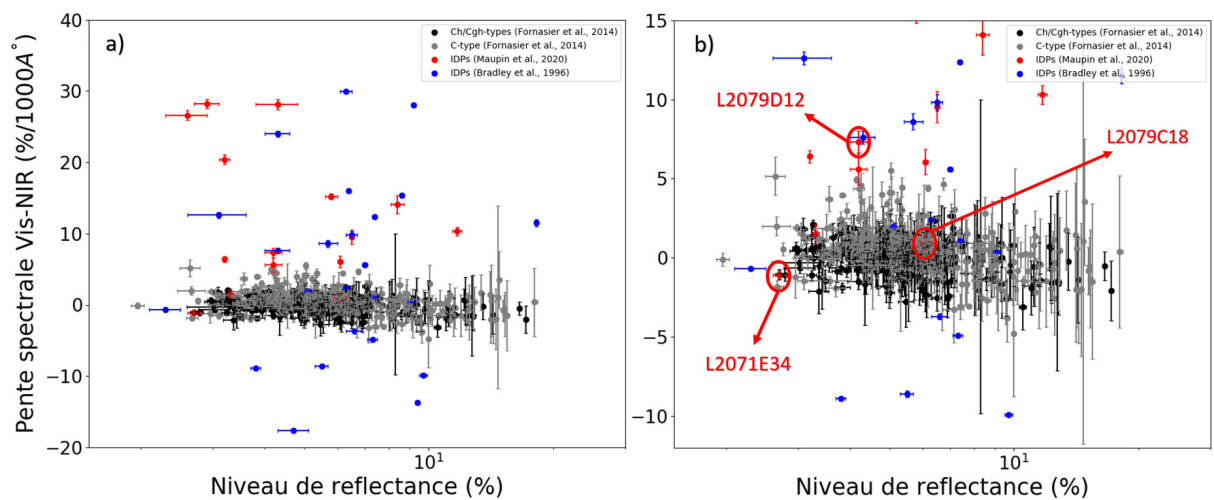 a)
Ch/Cgh-types (Fornasier et al., 2014)
C-type (Fornasier et al., 2014)
IDPs (Maupin et al., 2020)
IDPs (Bradley et al., 1996)
Pente spectrale Vis-NIR (%/1000A°)
40
30
20
10
0
−10
−20
10¹
Niveau de reflectance (%)
b)
Ch/Cgh-types (Fornasier et al., 2014)
C-type (Fornasier et al., 2014)
IDPs (Maupin et al., 2020)
IDPs (Bradley et al., 1996)
L2079D12
L2079C18
L2071E34
15
10
5
0
−5
−10
10¹
Niveau de reflectance (%)